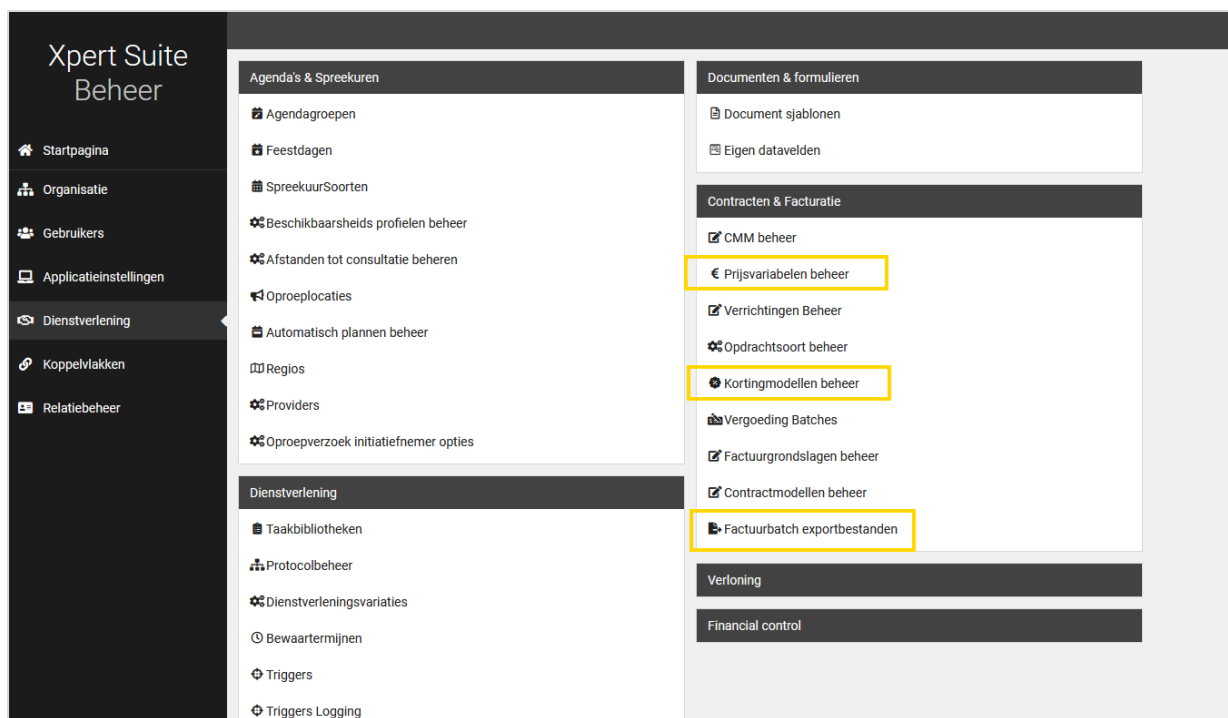 Xpert Suite
Beheer
Startpagina
Organisatie
Gebruikers
Applicatieinstellingen
Dienstverlening
Koppelvlakken
Relatiebeheer
Agenda's & Spreekuren
Agendagroepen
Feestdagen
SpreekuurSoorten
Beschikbaarsheids profielen beheer
Afstanden tot consultatie beheren
Oproeplocaties
Automatisch plannen beheer
Regios
Providers
Oproepverzoek initiatiefnemer opties
Dienstverlening
Taakbibliotheken
Protocolbeheer
Dienstverleningsvariaties
Bewaartermijnen
Triggers
Triggers Logging
Documenten & formulieren
Document sjablonen
Eigen datavelden
Contracten & Facturatie
CMM beheer
€ Prijsvariabelen beheer
Verrichtingen Beheer
Opdrachtsoort beheer
Kortingmodellen beheer
Vergoeding Batches
Factuurgrondslagen beheer
Contractmodellen beheer
Factuurbatch exportbestanden
Verloning
Financial control